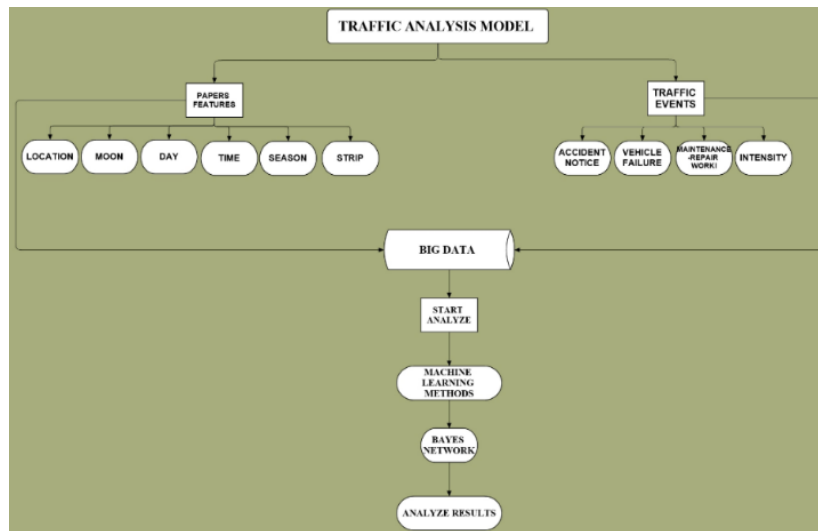 TRAFFIC ANALYSIS MODEL
PAPERS
FEATURES
TRAFFIC
EVENTS
LOCATION
MOON
DAY
TIME
SEASON
STRIP
ACCIDENT
NOTICE
VEHICLE
FAILURE
MAINTENANCE
-REPAIR
WORKI
INTENSITY
BIG DATA
START
ANALYZE
MACHINE
LEARNING
METHODS
BAYES
NETWORK
ANALYZE RESULTS